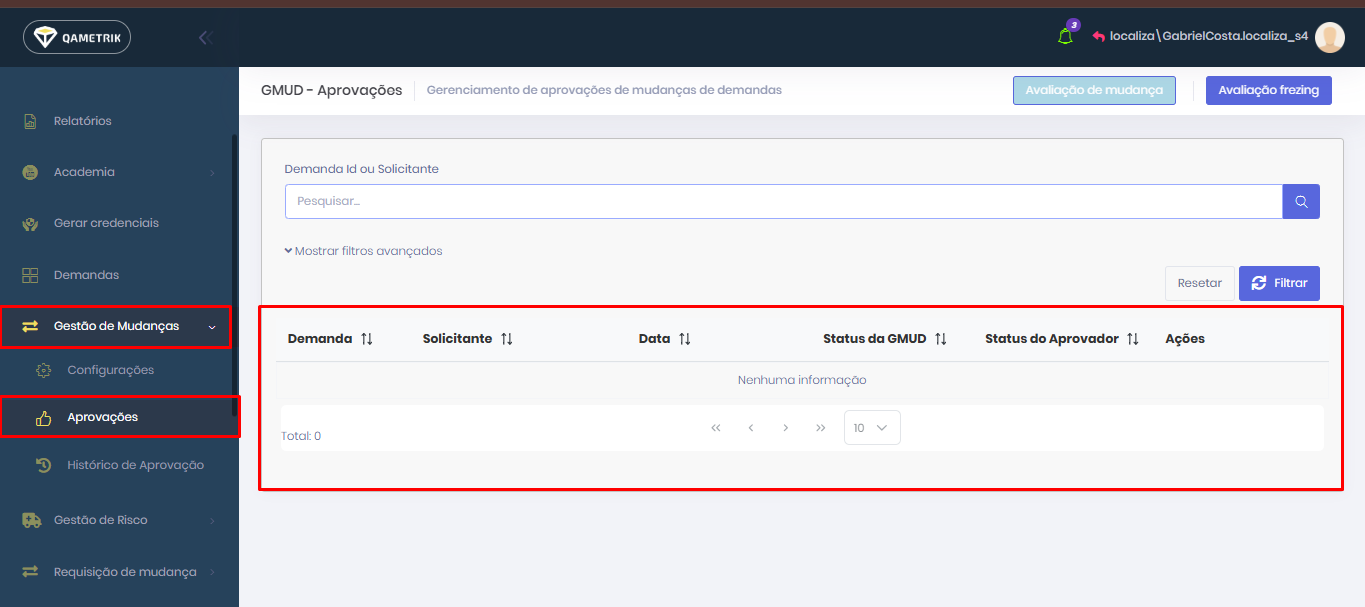 QAMETRIK
3
localiza\GabrielCosta.localiza_s4
GMUD - Aprovações
Gerenciamento de aprovações de mudanças de demandas
Avaliação de mudança
Avaliação frezing
Relatórios
Academia
Gerar credenciais
Demandas
Gestão de Mudanças
Configurações
Aprovações
Histórico de Aprovação
Gestão de Risco
Requisição de mudança
Demanda Id ou Solicitante
Pesquisar...
Mostrar filtros avançados
Resetar
Filtrar
Demanda Solicitante Data Status da GMUD Status do Aprovador Ações
Nenhuma informação
Total: 0
10